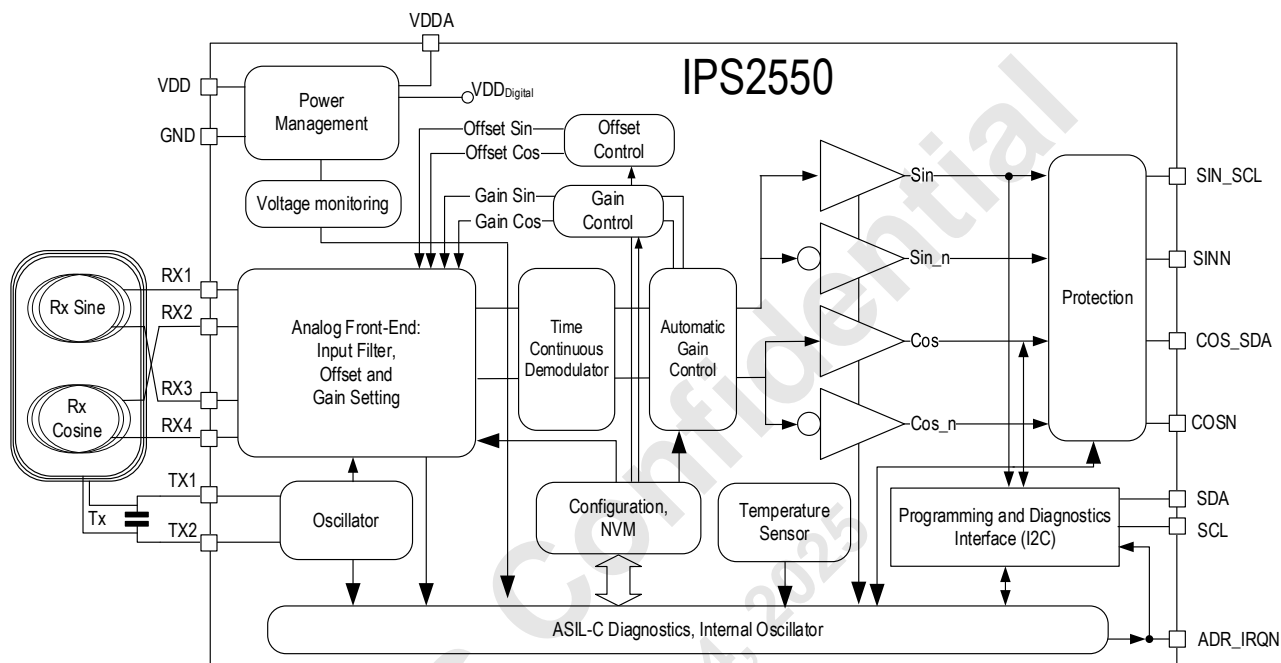 VDDA
IPS2550
VDD
GND
Power
Management
VDDDigital
Offset Sin
Offset Cos
Offset
Control
Voltage monitoring
Gain Sin
Gain Cos
Gain
Control
Sin
Sin_n
Cos
Cos_n
Protection
SIN_SCL
SINN
COS_SDA
COSN
Rx Sine
Rx
Cosine
RX1
RX2
RX3
RX4
Analog Front-End:
Input Filter,
Offset and
Gain Setting
Time
Continuous
Demodulator
Automatic
Gain
Control
TX1
Tx
TX2
Oscillator
Configuration,
NVM
Temperature
Sensor
Programming and Diagnostics
Interface (I2C)
SDA
SCL
ASIL-C Diagnostics, Internal Oscillator
ADR_IRQN
Confidential
4, 2025